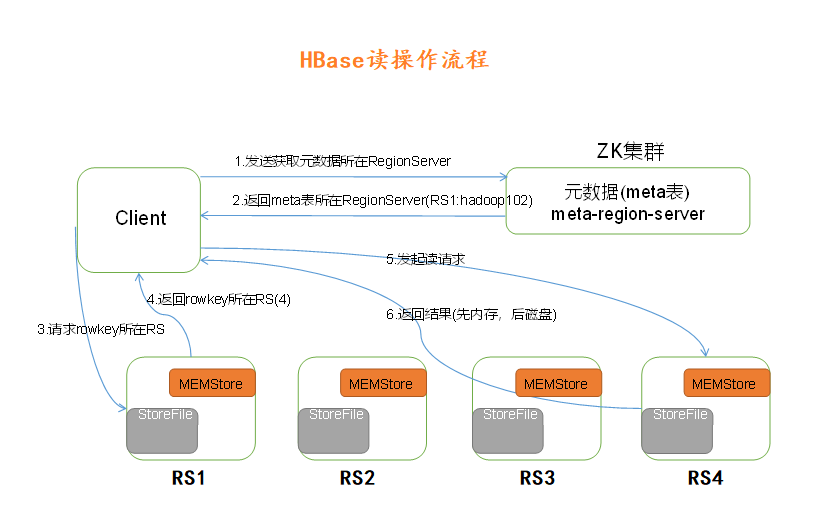 HBase读操作流程
ZK集群
1.发送获取元数据所在RegionServer
元数据(meta表)
meta-region-server
2.返回meta表所在RegionServer(RS1:hadoop102)
Client
5.发起读请求
4.返回rowkey所在RS(4)
6.返回结果(先内存，后磁盘)
3.请求rowkey所在RS
MEMStore
StoreFile
RS1
MEMStore
StoreFile
RS2
MEMStore
StoreFile
RS3
MEMStore
StoreFile
RS4